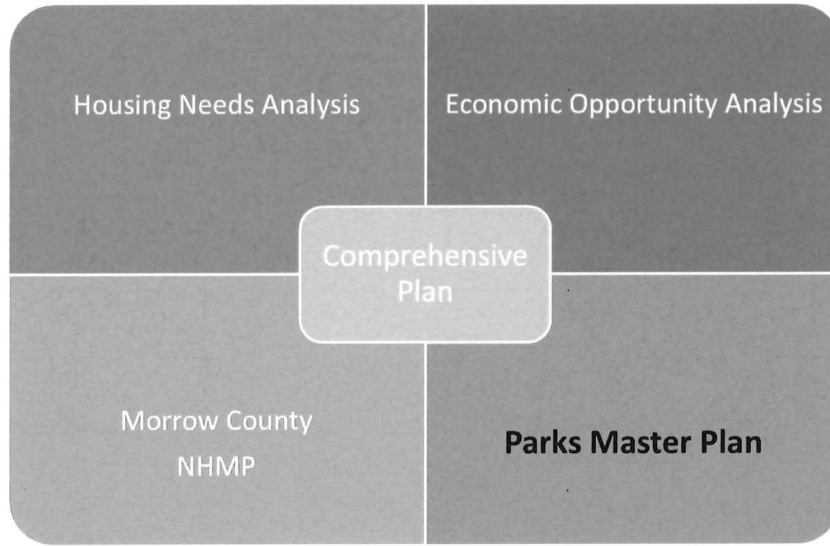 Housing Needs Analysis
Economic Opportunity Analysis
Comprehensive
Plan
Morrow County
NHMP
Parks Master Plan